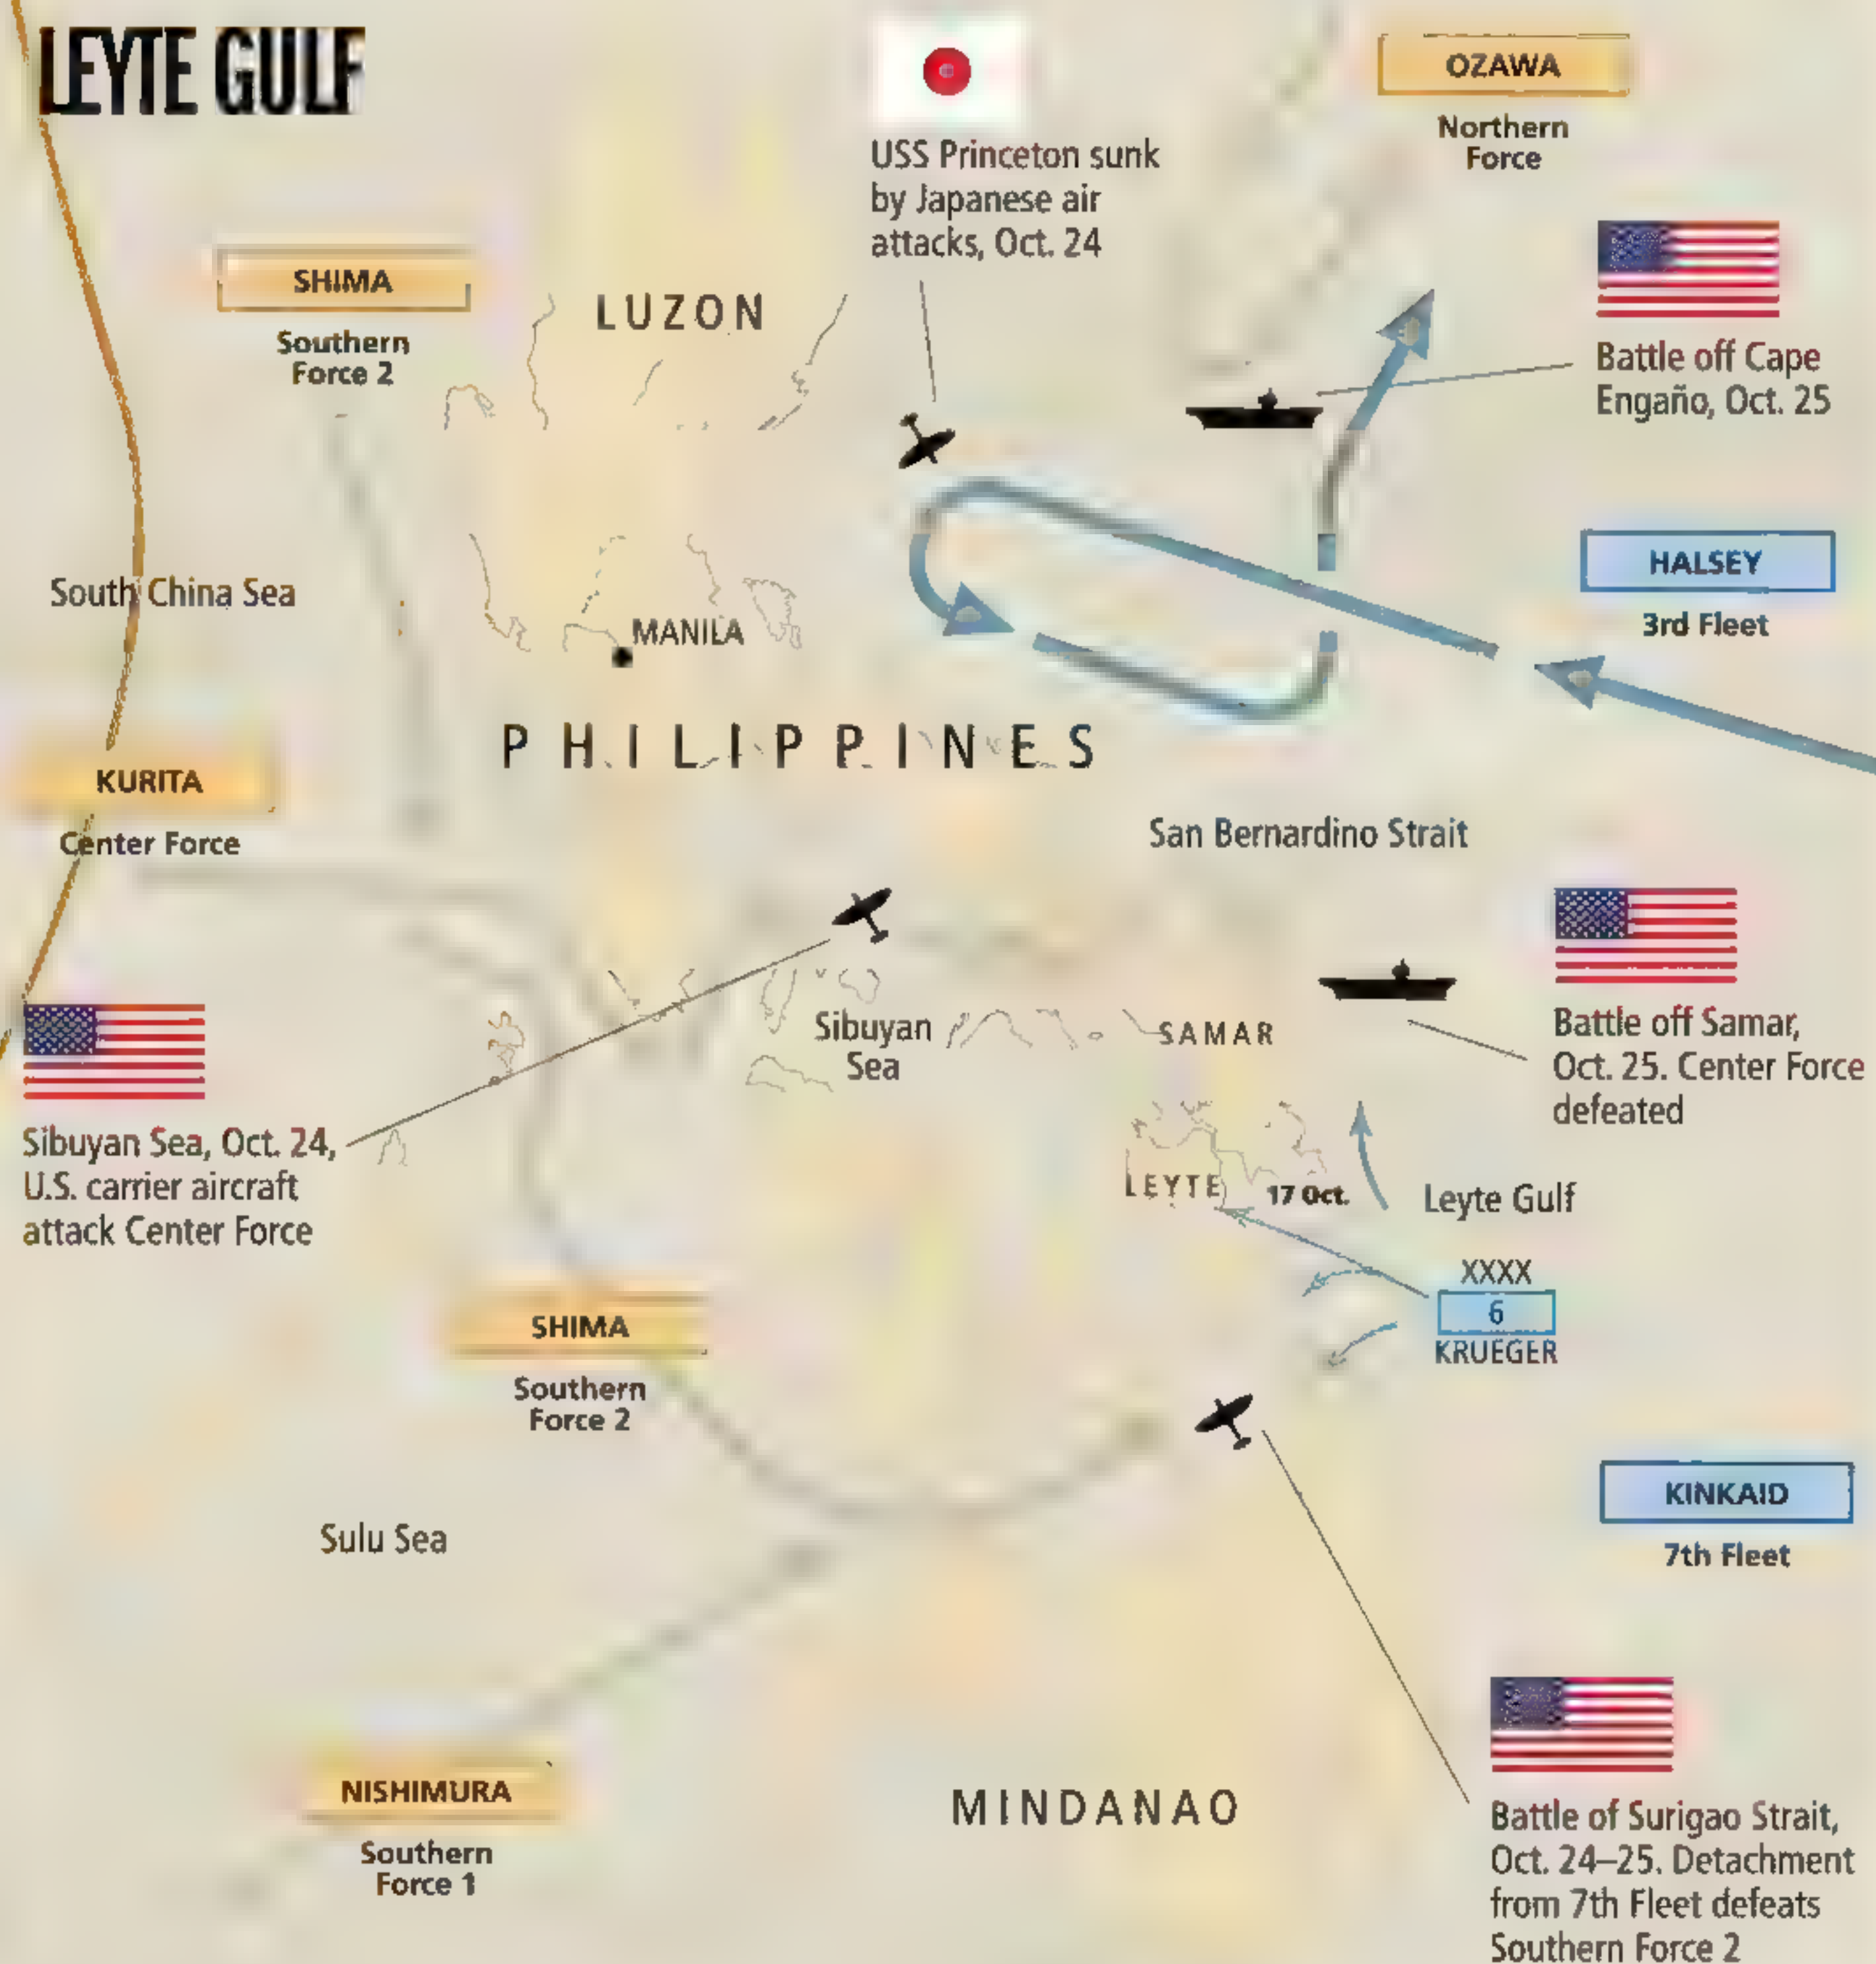 LEYTE GULF
OZAWA
Northern
Force
USS Princeton sunk
by Japanese air
attacks, Oct. 24
SHIMA
Southern
Force 2
LUZON
Battle off Cape
Engaño, Oct. 25
HALSEY
3rd Fleet
South China Sea
MANILA
PHILIPPINES
KURITA
Center Force
San Bernardino Strait
Sibuyan
Sea
SAMAR
Battle off Samar,
Oct. 25. Center Force
defeated
Sibuyan Sea, Oct. 24,
U.S. carrier aircraft
attack Center Force
LEYTE
17 Oct.
Leyte Gulf
XXXX
6
KRUEGER
SHIMA
Southern
Force 2
KINKAID
7th Fleet
Sulu Sea
NISHIMURA
Southern
Force 1
MINDANAO
Battle of Surigao Strait,
Oct. 24–25. Detachment
from 7th Fleet defeats
Southern Force 2